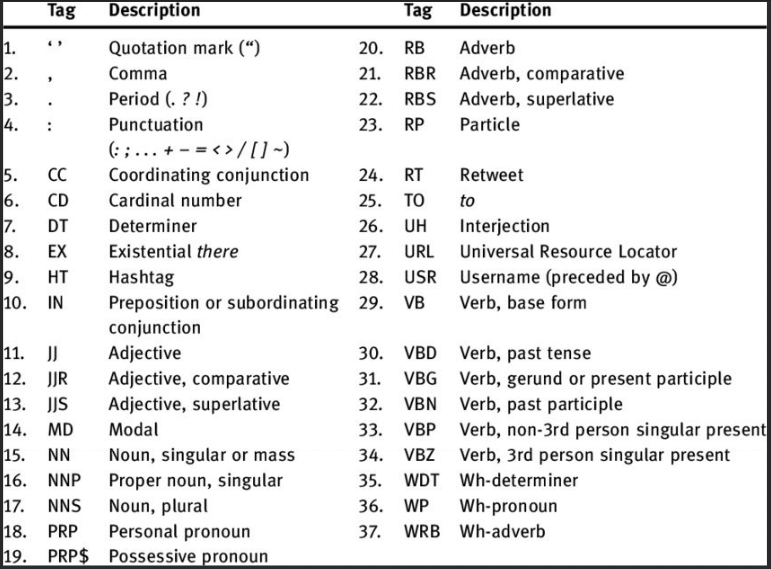 Tag Description Tag Description
1. ‘ ’ Quotation mark (“) 20. RB Adverb
2. , Comma 21. RBR Adverb, comparative
3. . Period (. ? !) 22. RBS Adverb, superlative
4. : Punctuation 23. RP Particle
(: ; … + – = < > / [ ] ~)
5. CC Coordinating conjunction 24. RT Retweet
6. CD Cardinal number 25. TO to
7. DT Determiner 26. UH Interjection
8. EX Existential there 27. URL Universal Resource Locator
9. HT Hashtag 28. USR Username (preceded by @)
10. IN Preposition or subordinating 29. VB Verb, base form
conjunction
11. JJ Adjective 30. VBD Verb, past tense
12. JJR Adjective, comparative 31. VBG Verb, gerund or present participle
13. JJS Adjective, superlative 32. VBN Verb, past participle
14. MD Modal 33. VBP Verb, non-3rd person singular present
15. NN Noun, singular or mass 34. VBZ Verb, 3rd person singular present
16. NNP Proper noun, singular 35. WDT Wh-determiner
17. NNS Noun, plural 36. WP Wh-pronoun
18. PRP Personal pronoun 37. WRB Wh-adverb
19. PRP$ Possessive pronoun